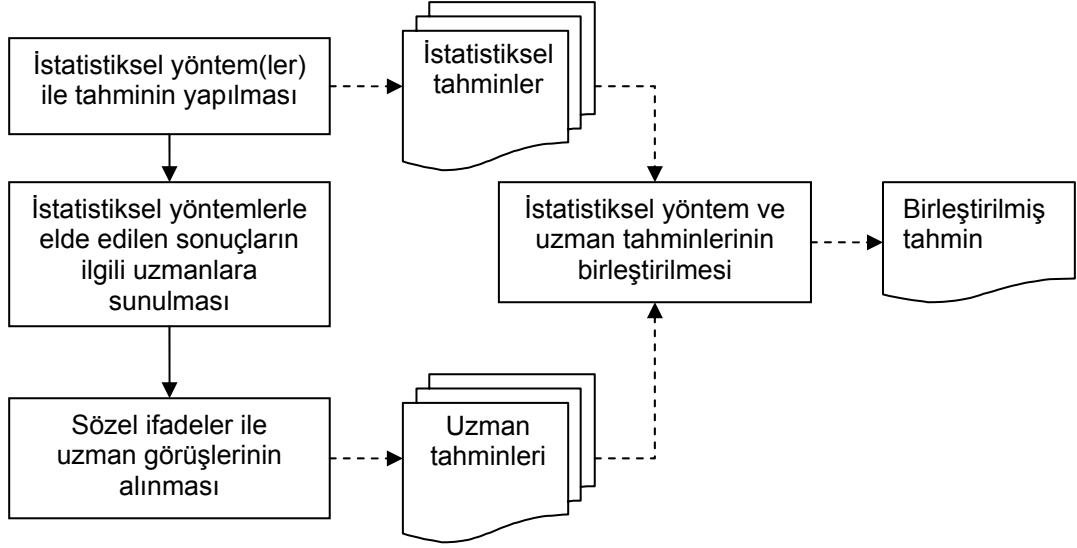 İstatistiksel yöntem(ler)
ile tahminin yapılması
İstatistiksel
tahminler
İstatistiksel yöntemlerle
elde edilen sonuçların
ilgili uzmanlara
sunulması
İstatistiksel yöntem ve
uzman tahminlerinin
birleştirilmesi
Birleştirilmiş
tahmin
Sözel ifadeler ile
uzman görüşlerinin
alınması
Uzman
tahminleri